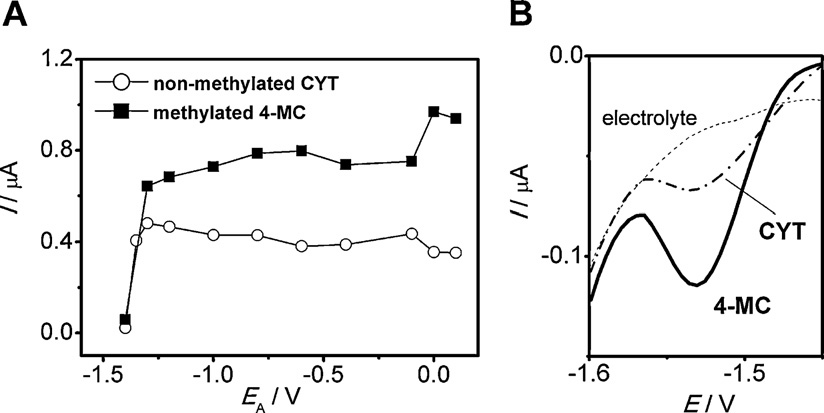 A
1.2
0.8
0.4
0.0
I / μA
non-methylated CYT
methylated 4-MC
-1.5
-1.0
-0.5
0.0
E_A / V
B
0.0
-0.1
I / μA
electrolyte
CYT
4-MC
-1.6
-1.5
E / V